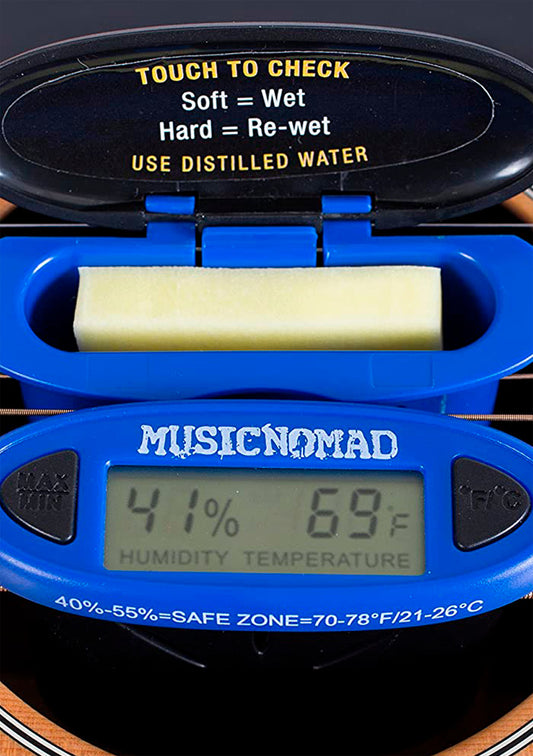 TOUCH TO CHECK
Soft = Wet
Hard = Re-wet
USE DISTILLED WATER
MUSICNOMAD
MAX
MIN
41% 69°F
°F/°C
HUMIDITY TEMPERATURE
40%-55%=SAFE ZONE=70-78°F/21-26°C